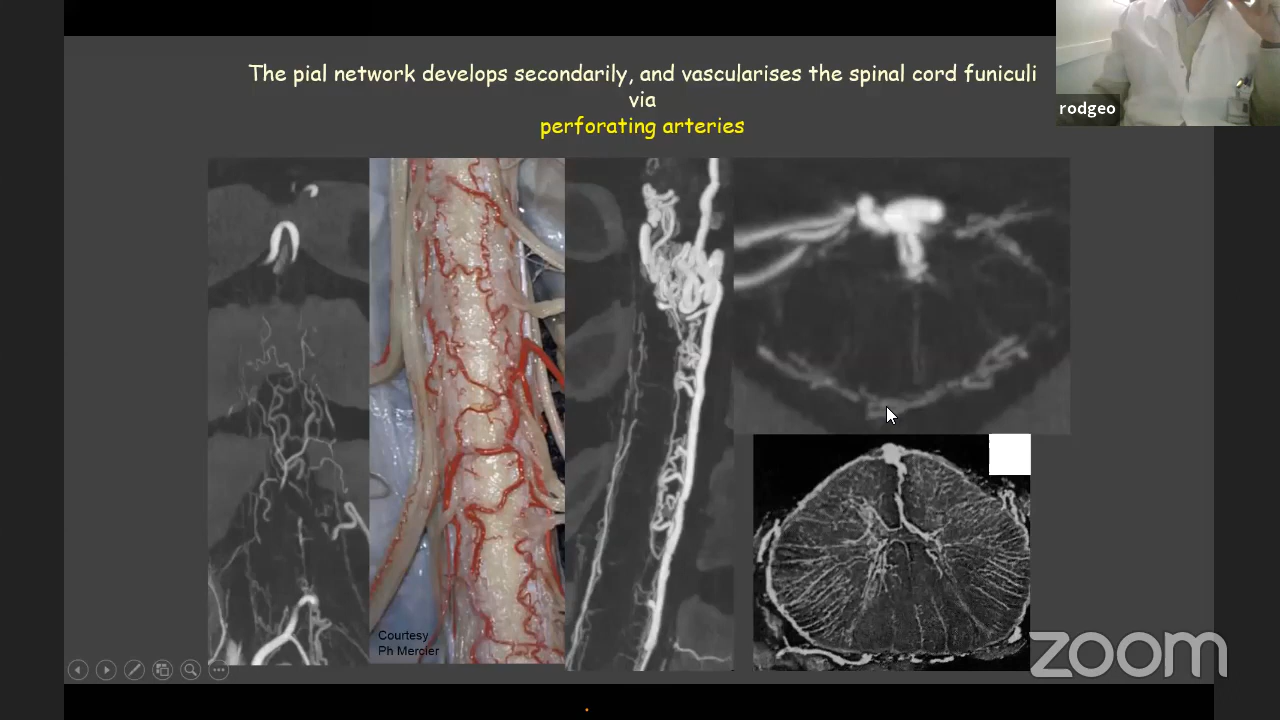 The pial network develops secondarily, and vascularises the spinal cord funiculi
via
perforating arteries
rodgeo
Courtesy
Ph Mercier
zoom